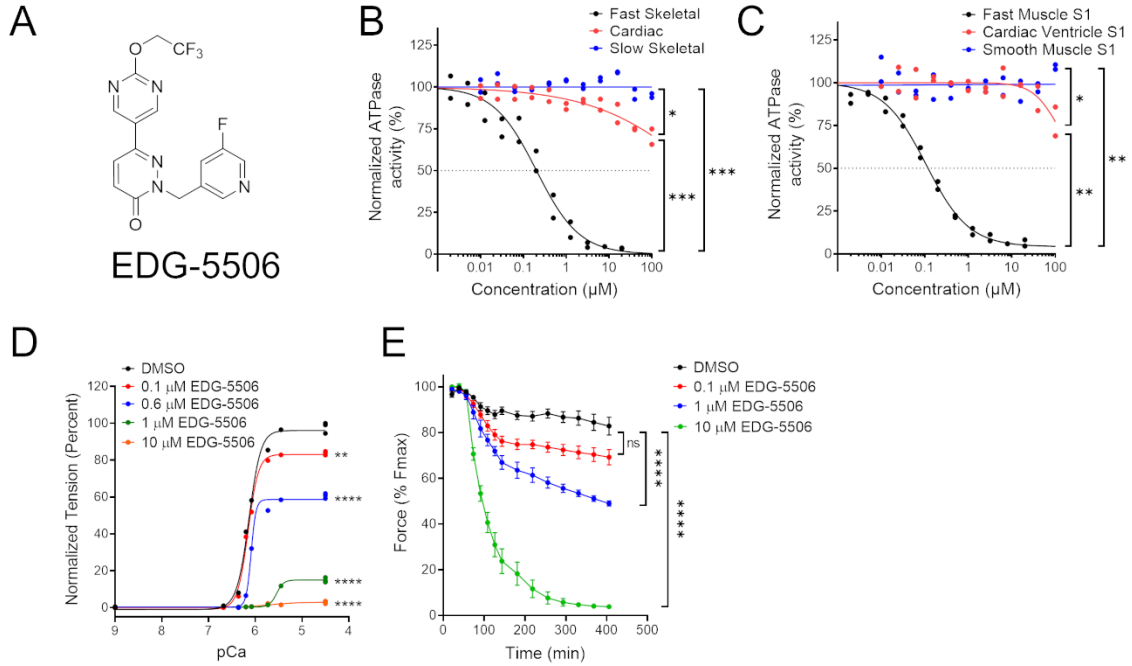 A
O
CF3
O
N
N
F
N
N
N
O
EDG-5506
B
Fast Skeletal
Cardiac
Slow Skeletal
Normalized ATPase
activity (%)
150
125
100
75
50
25
0
0.01
0.1
1
10
100
Concentration (µM)
*
***
***
C
Fast Muscle S1
Cardiac Ventricle S1
Smooth Muscle S1
Normalized ATPase
activity (%)
150
125
100
75
50
25
0
0.01
0.1
1
10
100
Concentration (µM)
*
**
**
D
DMSO
0.1 µM EDG-5506
0.6 µM EDG-5506
1 µM EDG-5506
10 µM EDG-5506
Normalized Tension (Percent)
120
100
80
60
40
20
0
**
****
****
****
9
8
7
6
5
4
pCa
E
DMSO
0.1 µM EDG-5506
1 µM EDG-5506
10 µM EDG-5506
Force (% Fmax)
100
80
60
40
20
0
0
100
200
300
400
500
Time (min)
ns
****
****